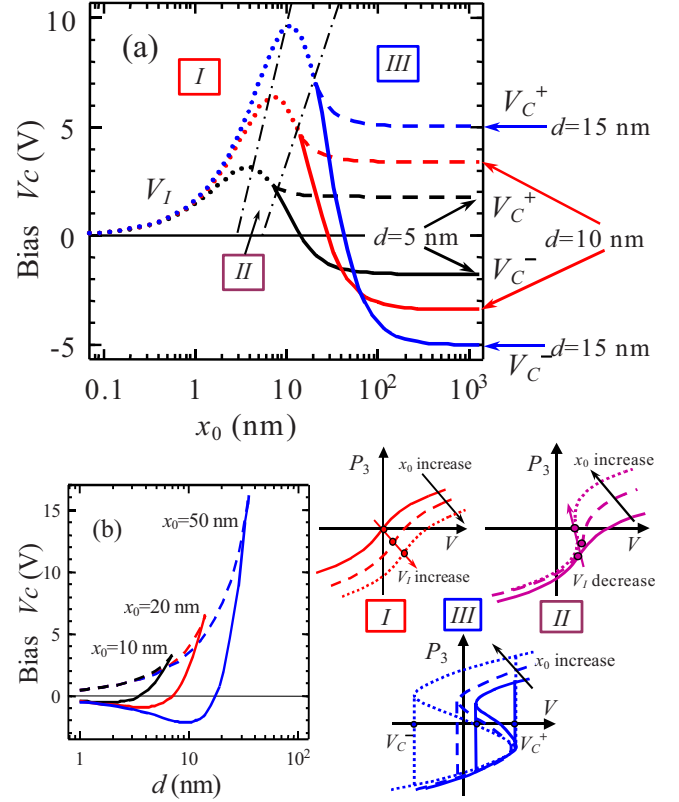 10
(a)
I
III
V_C^+
5
d=15 nm
Bias Vc (V)
V_I
V_C^+
d=5 nm
d=10 nm
0
II
V_C^-
-5
d=15 nm
V_C^-
0.1
1
10
10^2
10^3
x_0 (nm)
15
(b)
x_0=50 nm
10
x_0=20 nm
5
x_0=10 nm
0
Bias Vc (V)
1
10
10^2
d (nm)
P_3
x_0 increase
V
V_I increase
I
P_3
x_0 increase
V
V_I decrease
II
III
P_3
x_0 increase
V
V_C^-
V_C^+